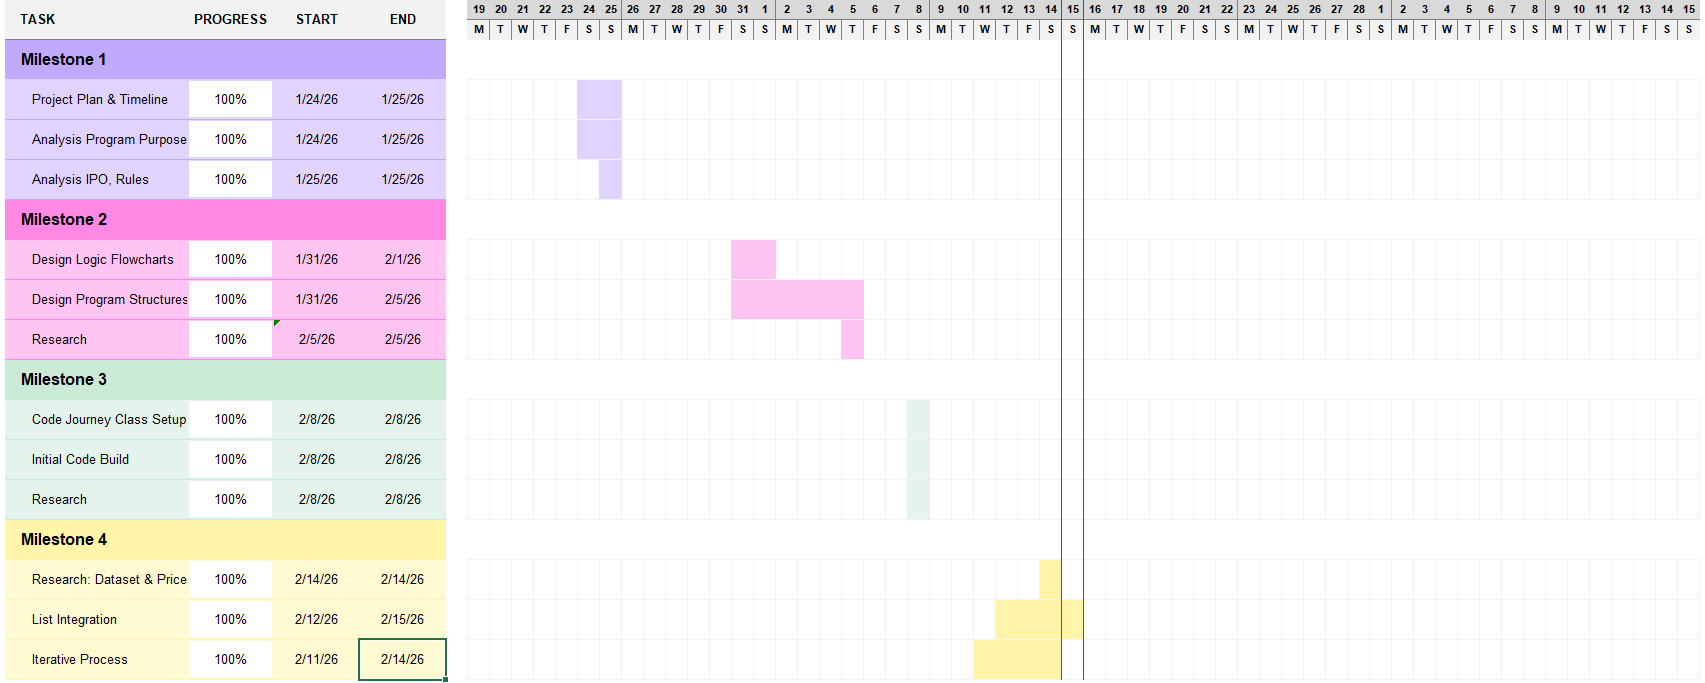 TASK PROGRESS START END 19 20 21 22 23 24 25 26 27 28 29 30 31 1 2 3 4 5 6 7 8 9 10 11 12 13 14 15 16 17 18 19 20 21 22 23 24 25 26 27 28 1 2 3 4 5 6 7 8 9 10 11 12 13 14 15
M T W T F S S M T W T F S S M T W T F S S M T W T F S S M T W T F S S M T W T F S S M T W T F S S M T W T F S S
Milestone 1
Project Plan & Timeline 100% 1/24/26 1/25/26
Analysis Program Purpose 100% 1/24/26 1/25/26
Analysis IPO, Rules 100% 1/25/26 1/25/26
Milestone 2
Design Logic Flowcharts 100% 1/31/26 2/1/26
Design Program Structures 100% 1/31/26 2/5/26
Research 100% 2/5/26 2/5/26
Milestone 3
Code Journey Class Setup 100% 2/8/26 2/8/26
Initial Code Build 100% 2/8/26 2/8/26
Research 100% 2/8/26 2/8/26
Milestone 4
Research: Dataset & Price 100% 2/14/26 2/14/26
List Integration 100% 2/12/26 2/15/26
Iterative Process 100% 2/11/26 2/14/26